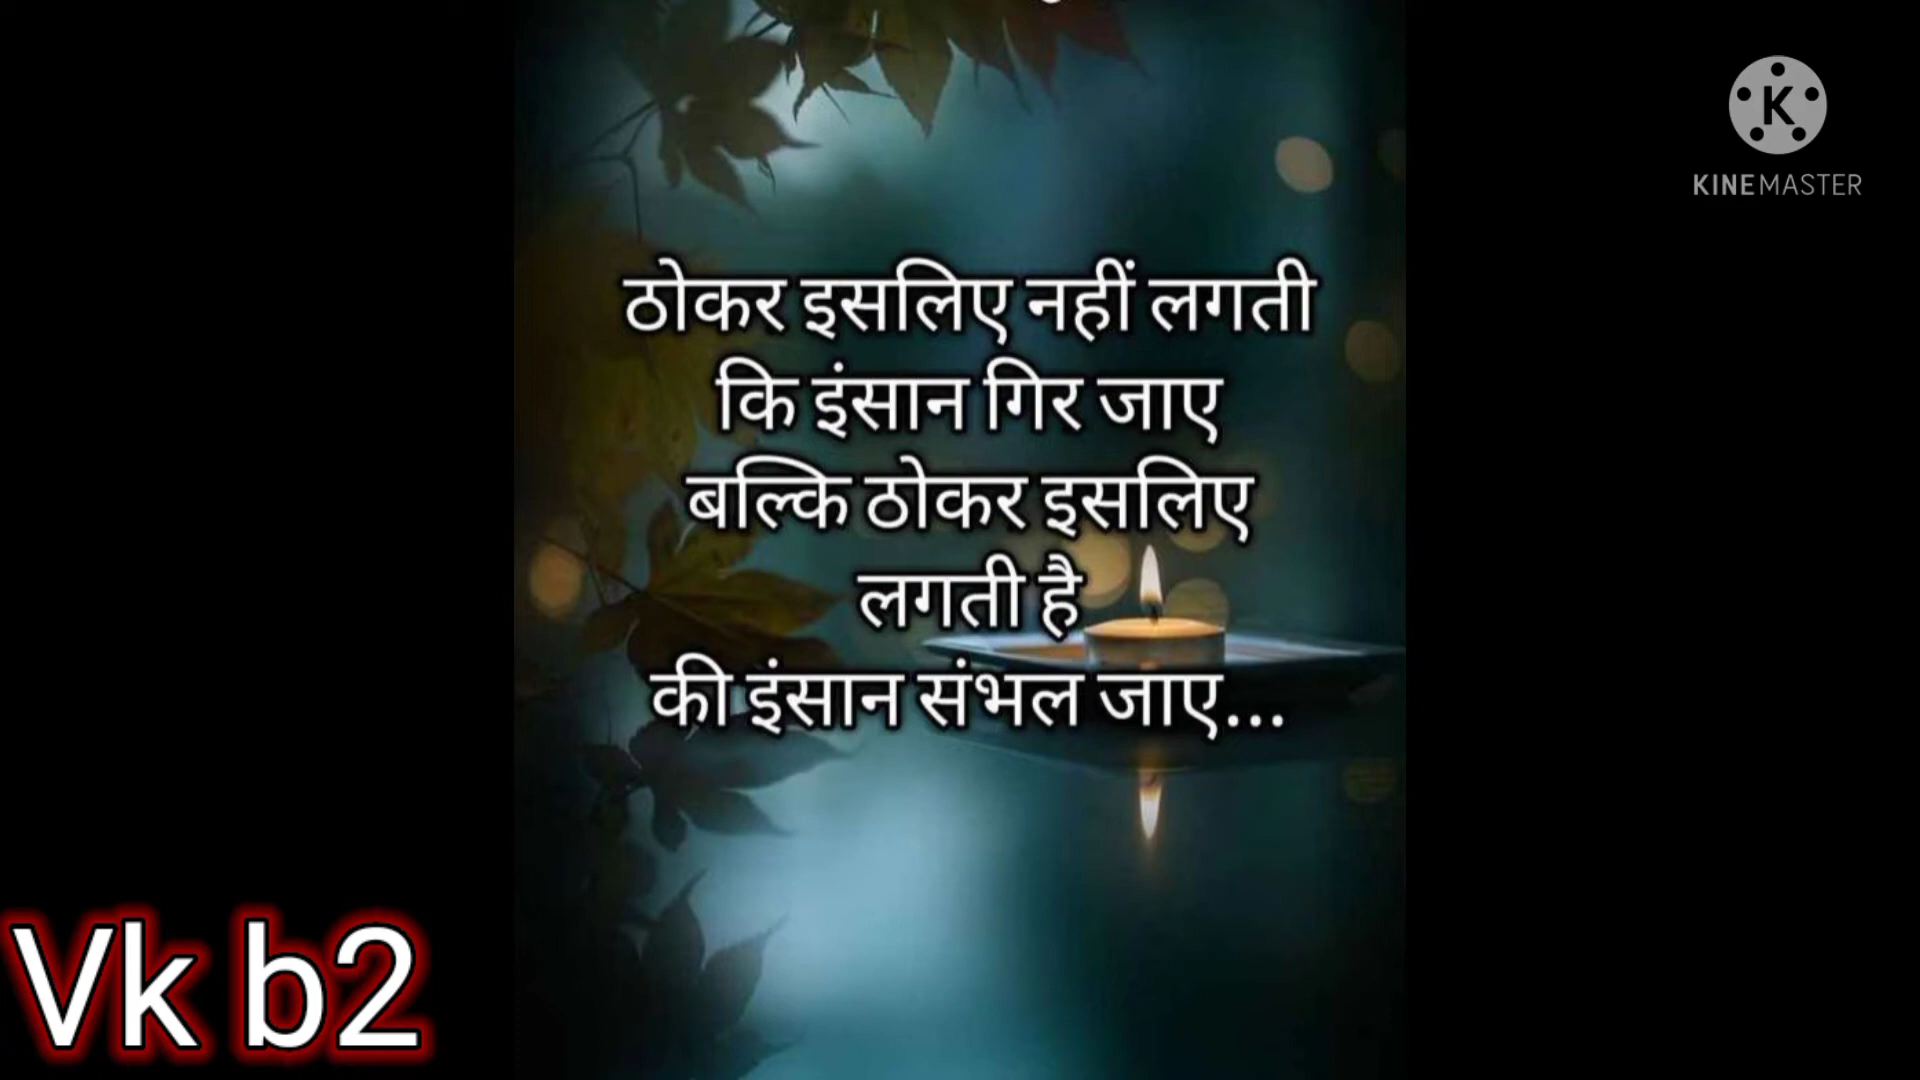 KINEMASTER
ठोकर इसलिए नहीं लगती
कि इंसान गिर जाए
बल्कि ठोकर इसलिए
लगती है
की इंसान संभल जाए...
Vk b2